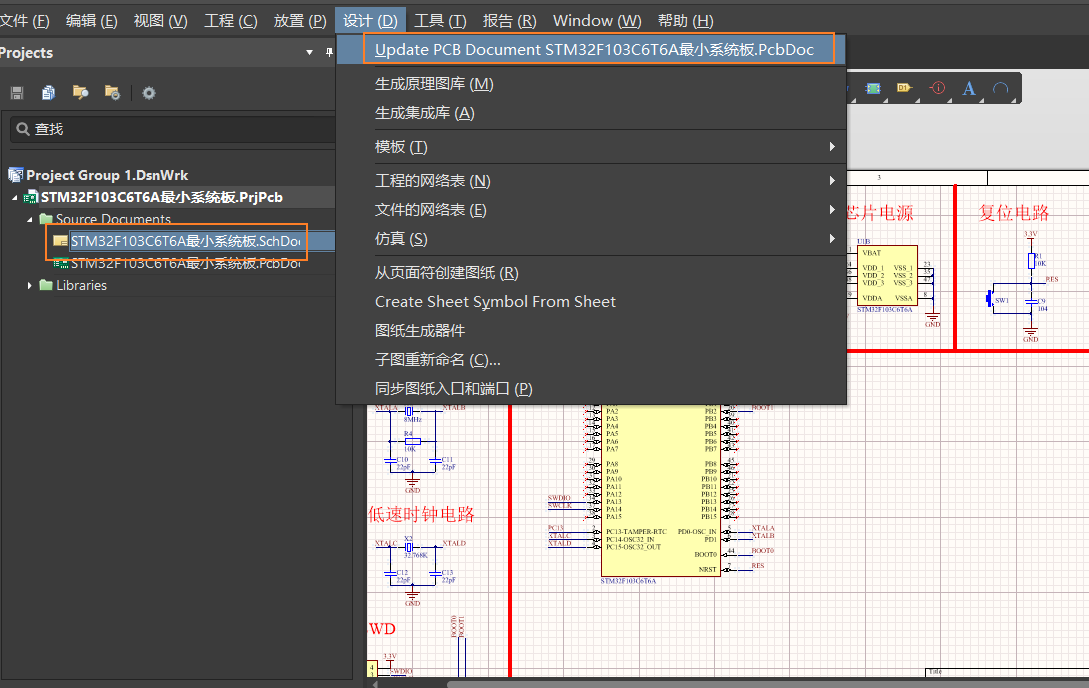 文件 (F) 编辑 (E) 视图 (V) 工程 (C) 放置 (P) 设计 (D) 工具 (T) 报告 (R) Window (W) 帮助 (H)
Projects
查找
Project Group 1.DsnWrk
STM32F103C6T6A最小系统板.PrjPcb
Source Documents
STM32F103C6T6A最小系统板.SchDoc
STM32F103C6T6A最小系统板.PcbDoc
Libraries
Update PCB Document STM32F103C6T6A最小系统板.PcbDoc
生成原理图库 (M)
生成集成库 (A)
模板 (T)
工程的网络表 (N)
文件的网络表 (E)
仿真 (S)
从页面符创建图纸 (R)
Create Sheet Symbol From Sheet
图纸生成器件
子图重新命名 (C)...
同步图纸入口和端口 (P)
3
芯片电源
U1B
VBAT
VDD_1 VSS_1 23
VDD_2 VSS_2 35
VDD_3 VSS_3 47
VDDA VSSA 8
STM32F103C6T6A
GND
复位电路
3.3V
R1
10K
RES
SW1
C9
104
GND
XTALA XTALB
8MHz
R4
10K
C10 C11
22pF 22pF
GND
低速时钟电路
XTALC X2 XTALD
32.768K
C12 C13
22pF 22pF
GND
SWD
3.3V
4
3
SWDIO
BOOT0
BOOT1
PA2 PB2 BOOT1
PA3 PB3
PA4 PB4
PA5 PB5
PA6 PB6
PA7 PB7
PA8 PB8
PA9 PB9
PA10 PB10
PA11 PB11
PA12 PB12
SWDIO PA13 PB13
SWCLK PA14 PB14
PA15 PB15
PC13 PC13-TAMPER-RTC PD0-OSC_IN XTALA
XTALC PC14-OSC32_IN PD1 XTALB
XTALD PC15-OSC32_OUT
BOOT0 44 BOOT0
NRST 7 RES
STM32F103C6T6A
Title